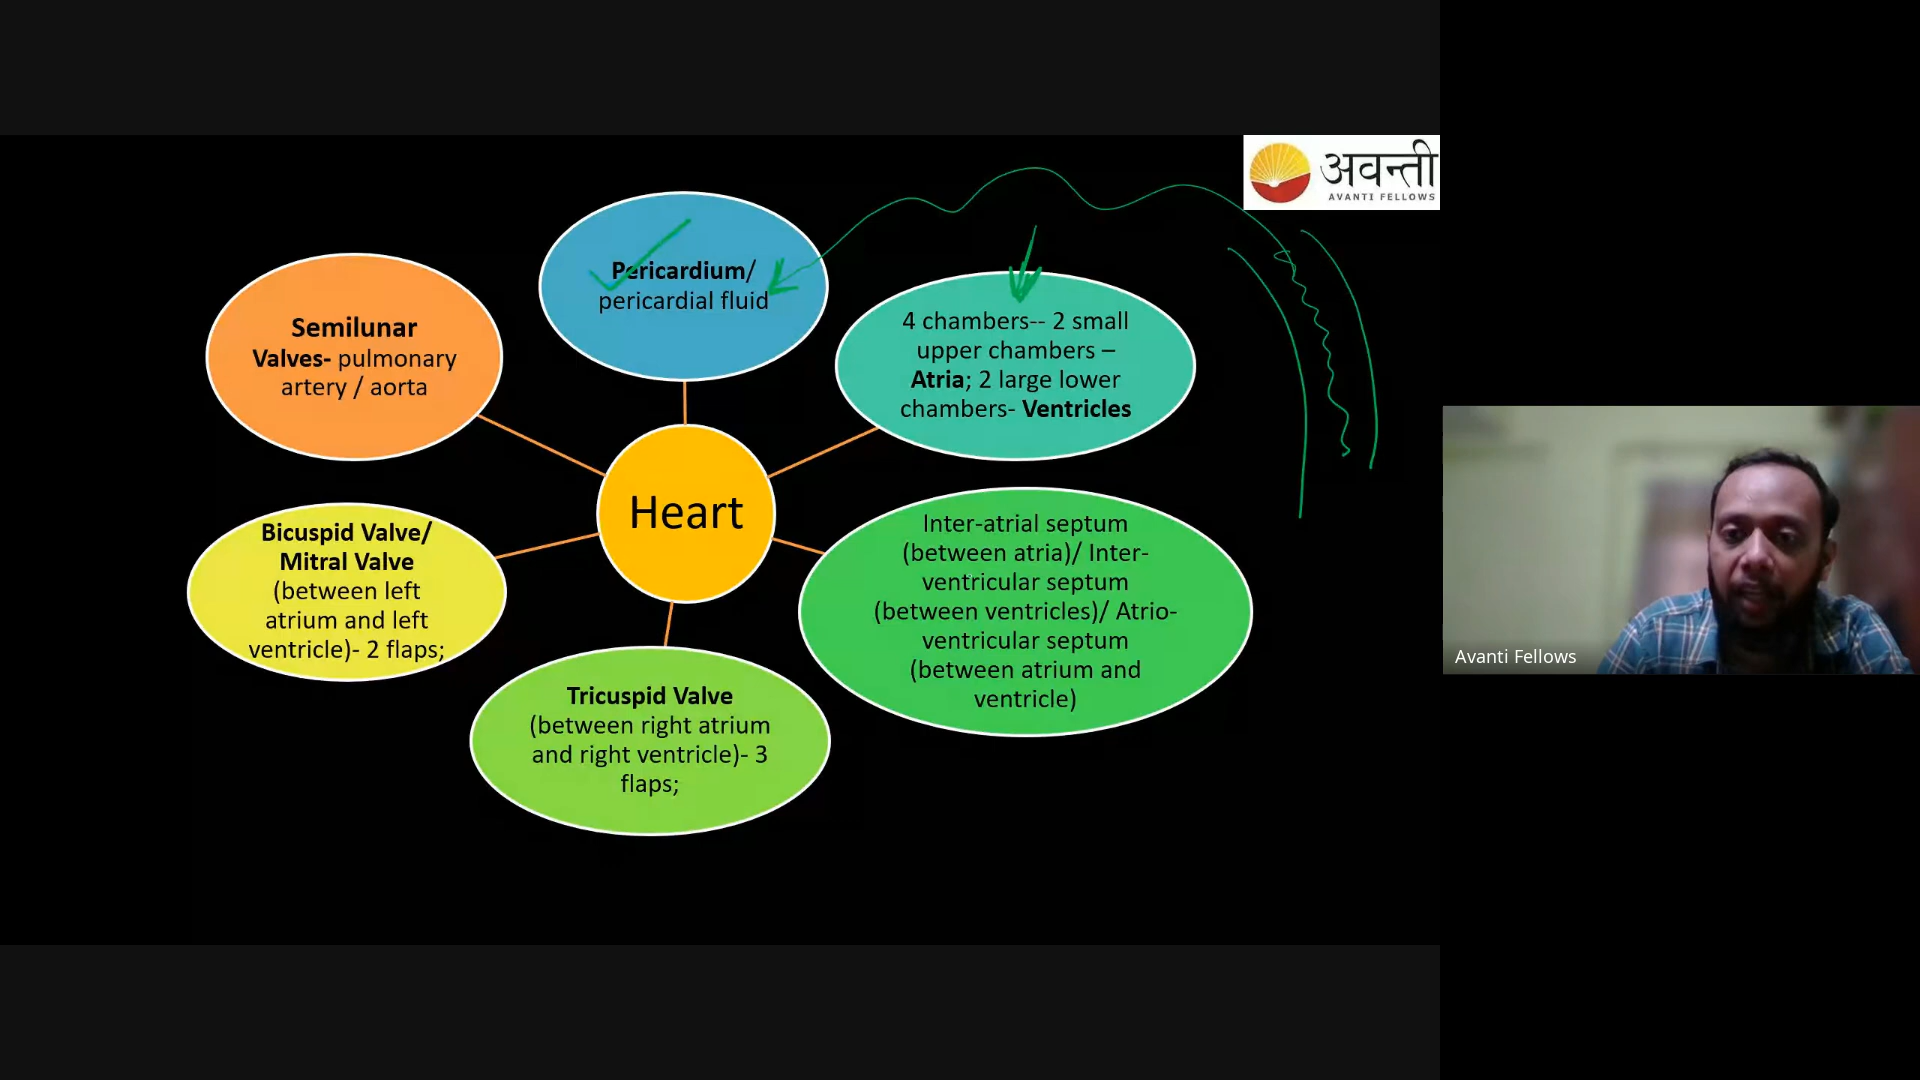 अवन्ती
AVANTI FELLOWS
Pericardium/
pericardial fluid
4 chambers-- 2 small
upper chambers –
Atria; 2 large lower
chambers- Ventricles
Inter-atrial septum
(between atria)/ Inter-
ventricular septum
(between ventricles)/ Atrio-
ventricular septum
(between atrium and
ventricle)
Tricuspid Valve
(between right atrium
and right ventricle)- 3
flaps;
Bicuspid Valve/
Mitral Valve
(between left
atrium and left
ventricle)- 2 flaps;
Semilunar
Valves- pulmonary
artery / aorta
Heart
Avanti Fellows